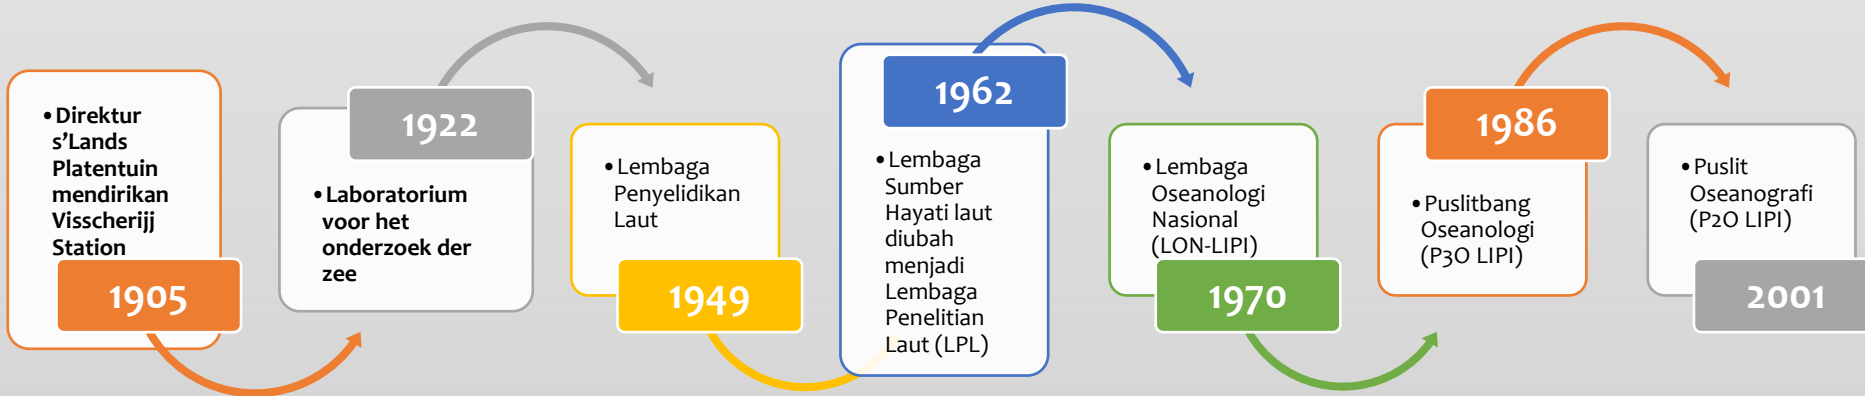 •Direktur
s’Lands
Platentuin
mendirikan
Visscherijj
Station
1905
1922
•Laboratorium
voor het
onderzoek der
zee
•Lembaga
Penyelidikan
Laut
1949
1962
•Lembaga
Sumber
Hayati laut
diubah
menjadi
Lembaga
Penelitian
Laut (LPL)
•Lembaga
Oseanologi
Nasional
(LON-LIPI)
1970
1986
•Puslitbang
Oseanologi
(P3O LIPI)
•Puslit
Oseanografi
(P2O LIPI)
2001